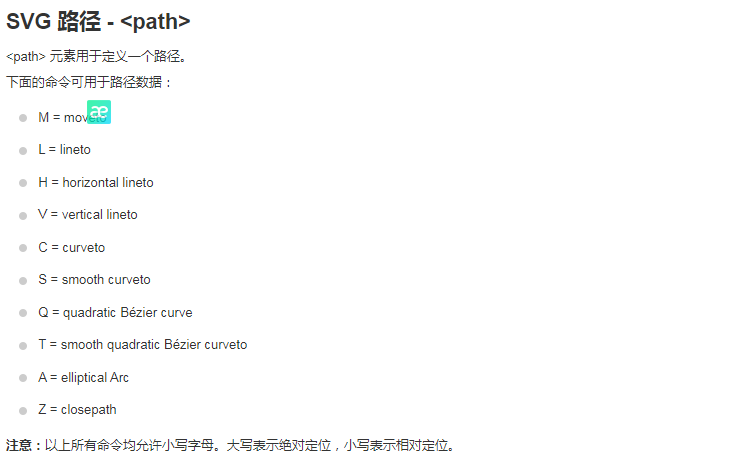 SVG 路径 - <path>
<path> 元素用于定义一个路径。
下面的命令可用于路径数据：
M = moveto
L = lineto
H = horizontal lineto
V = vertical lineto
C = curveto
S = smooth curveto
Q = quadratic Bézier curve
T = smooth quadratic Bézier curveto
A = elliptical Arc
Z = closepath
注意：以上所有命令均允许小写字母。大写表示绝对定位，小写表示相对定位。